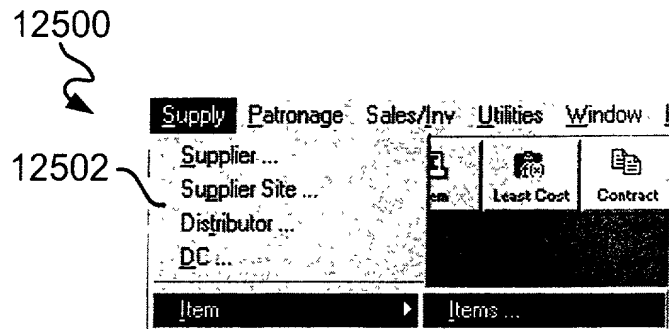 12500
Supply Patronage Sales/Inv Utilities Window
12502
Supplier ...
Supplier Site ...
Distributor ...
DC ...
Least Cost Contract
Item Items ...